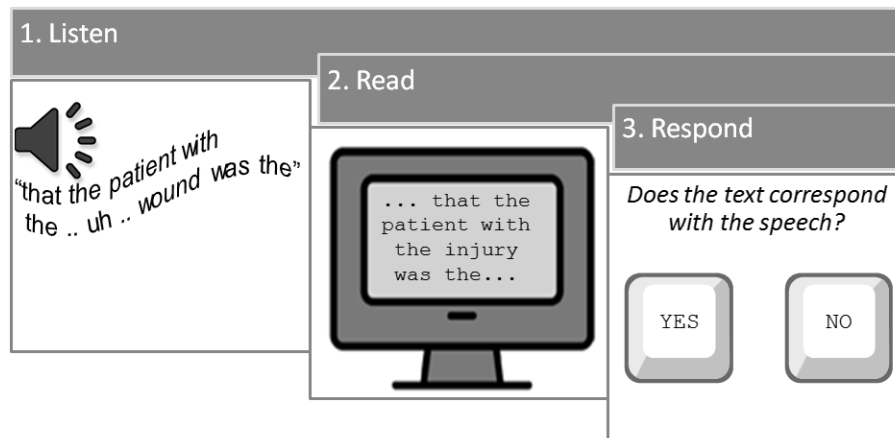 1. Listen
“that the patient with
the .. uh .. wound was the”
2. Read
... that the
patient with
the injury
was the...
3. Respond
Does the text correspond
with the speech?
YES
NO